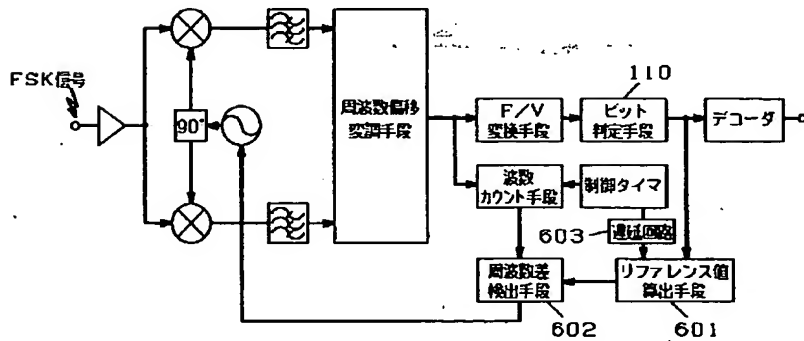 FSK信号
90°
周波数偏移
変調手段
F/V
変換手段
110
ビット
判定手段
デコーダ
波数
カウント手段
制御タイマ
603
遅延回路
周波数差
検出手段
リファレンス値
算出手段
602
601